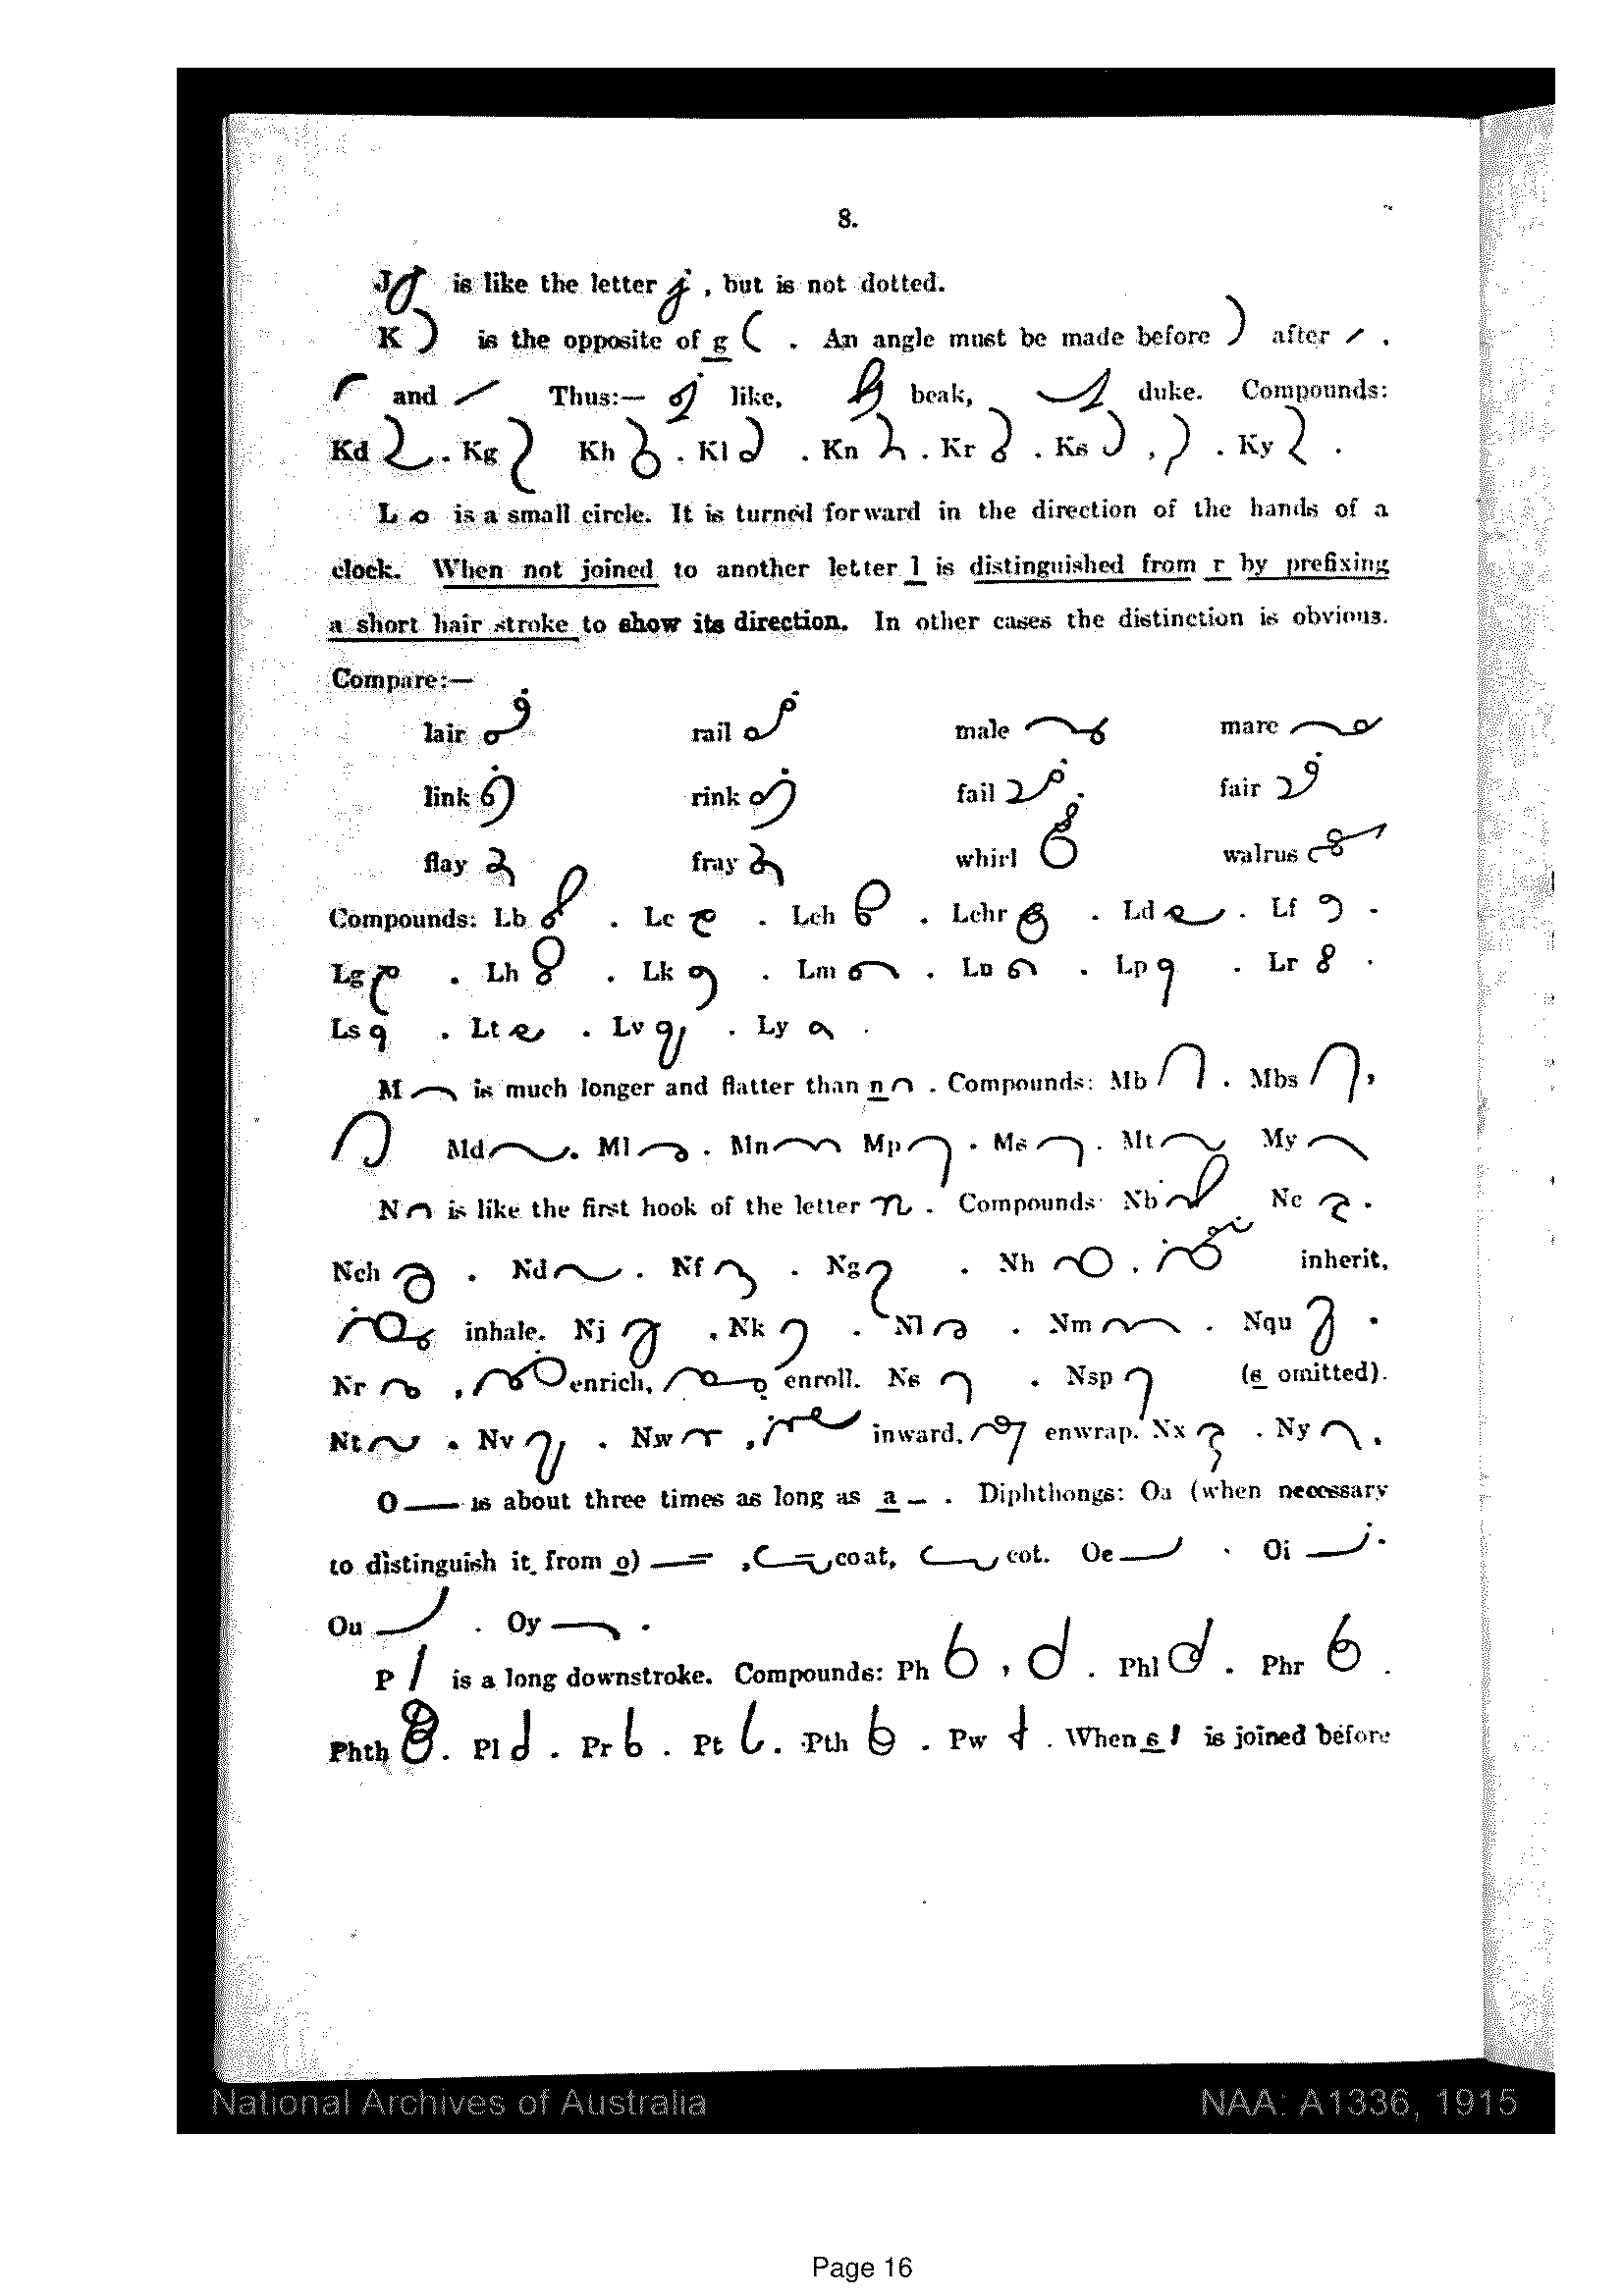 8.
J is like the letter j, but is not dotted.
K is the opposite of g . An angle must be made before after .
and Thus:— like, beak, duke. Compounds:
Kd . Kg Kh . Kl . Kn . Kr . Ks , . Ky .
L is a small circle. It is turned forward in the direction of the hands of a
clock. When not joined to another letter l is distinguished from r by prefixing
a short hair stroke to show its direction. In other cases the distinction is obvious.
Compare:—
lair rail male mare
link rink fail . fair
flay fray whirl walrus
Compounds: Lb . Lc . Lch . Lchr . Ld . Lf .
Lg . Lh . Lk . Lm . Ln . Lp . Lr .
Ls . Lt . Lv . Ly .
M is much longer and flatter than n . Compounds: Mb . Mbs ,
Md . Ml . Mn Mp . Ms . Mt My
N is like the first hook of the letter n . Compounds Nb Nc .
Nch . Nd . Nf . Ng . Nh , inherit,
inhale. Nj , Nk . Nl . Nm . Nqu .
Nr , enrich, enroll. Ns . Nsp (s omitted).
Nt . Nv . Nw , inward, enwrap. Nx . Ny .
O is about three times as long as a . Diphthongs: Oa (when necessary
to distinguish it from o) , coat, cot. Oe . Oi .
Ou . Oy .
P is a long downstroke. Compounds: Ph , . Phl . Phr .
Phth . Pl . Pr . Pt . Pth . Pw . When s is joined before
National Archives of Australia NAA: A1336, 1915
Page 16